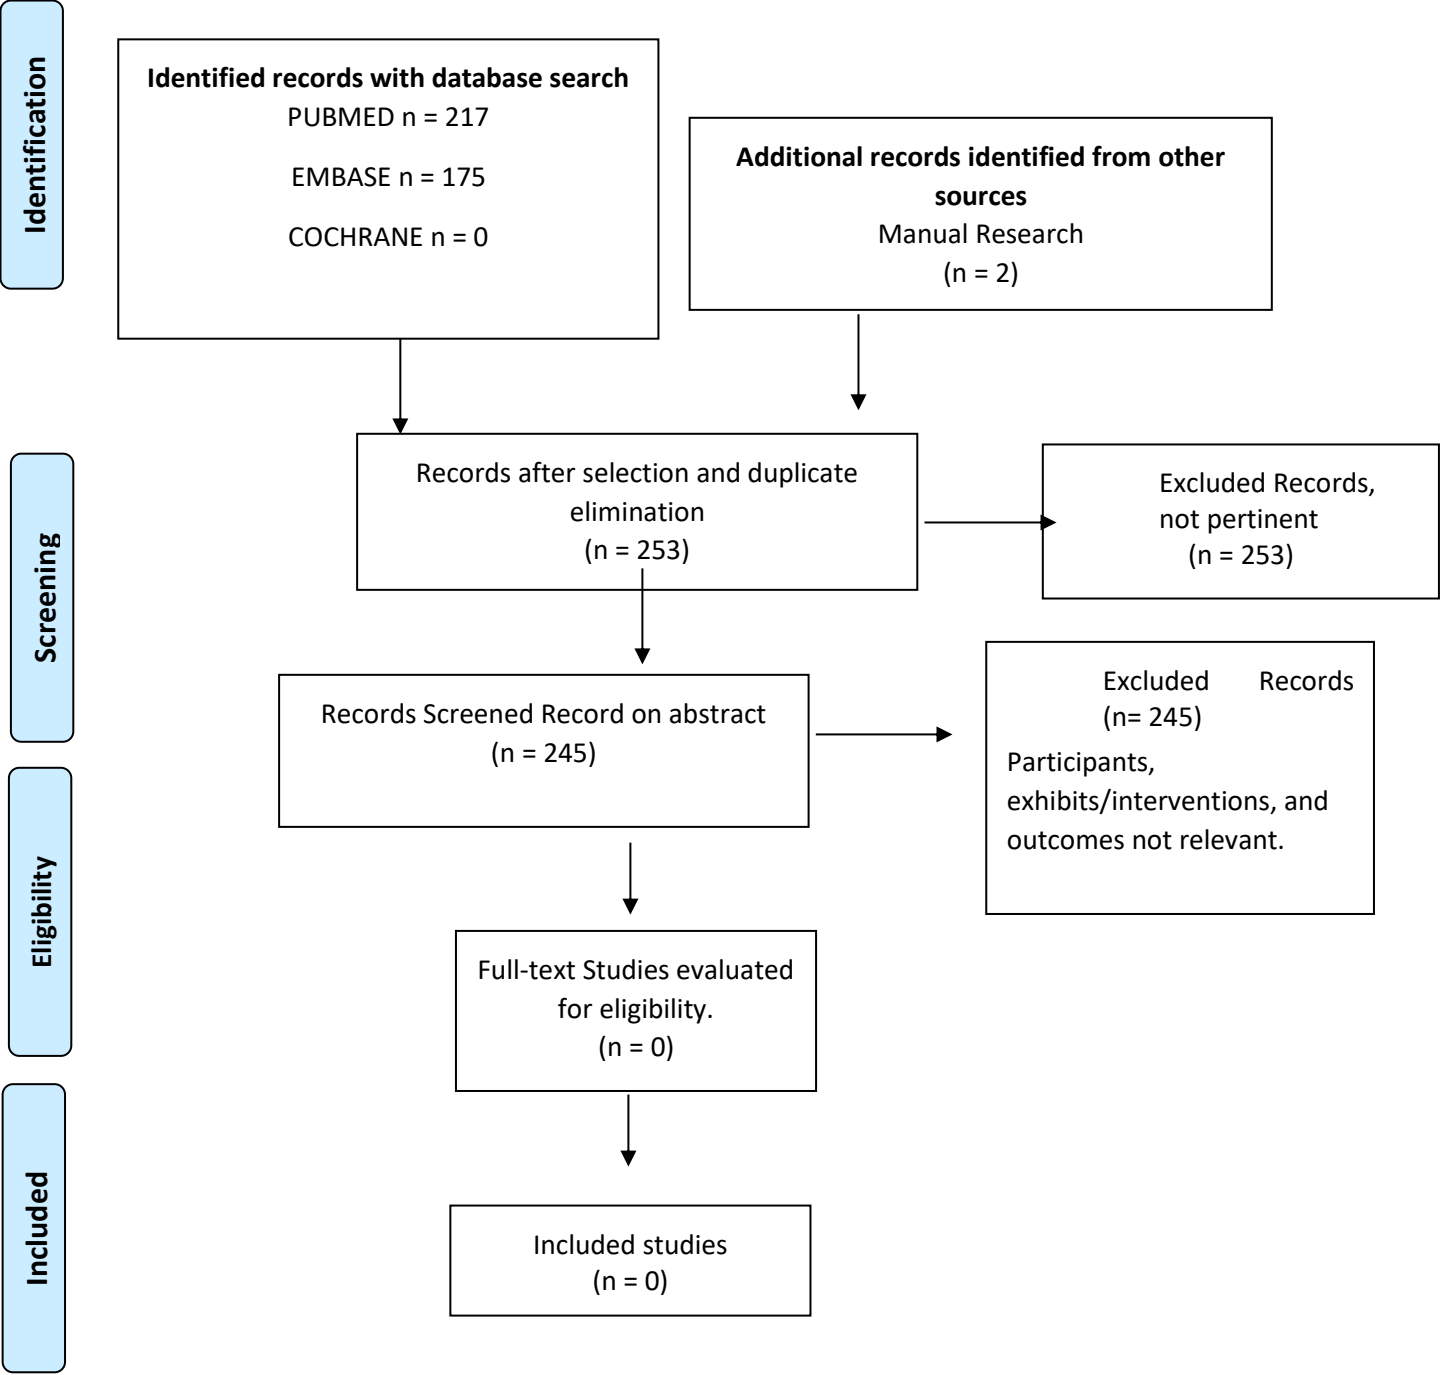 Identification
Identified records with database search
PUBMED n = 217
EMBASE n = 175
COCHRANE n = 0
Additional records identified from other
sources
Manual Research
(n = 2)
Screening
Records after selection and duplicate
elimination
(n = 253)
Excluded Records,
not pertinent
(n = 253)
Records Screened Record on abstract
(n = 245)
Excluded Records
(n= 245)
Participants,
exhibits/interventions, and
outcomes not relevant.
Eligibility
Full-text Studies evaluated
for eligibility.
(n = 0)
Included
Included studies
(n = 0)